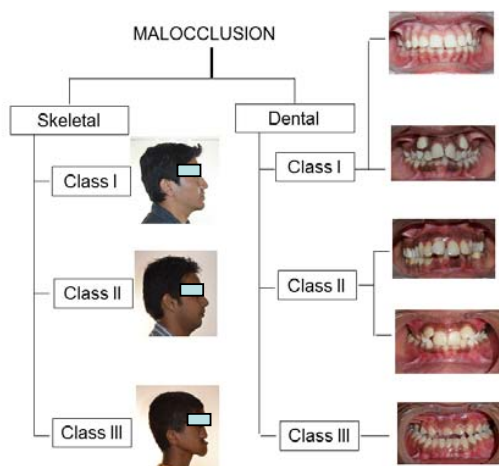 MALOCCLUSION
Skeletal
Dental
Class I
Class I
Class II
Class II
Class III
Class III